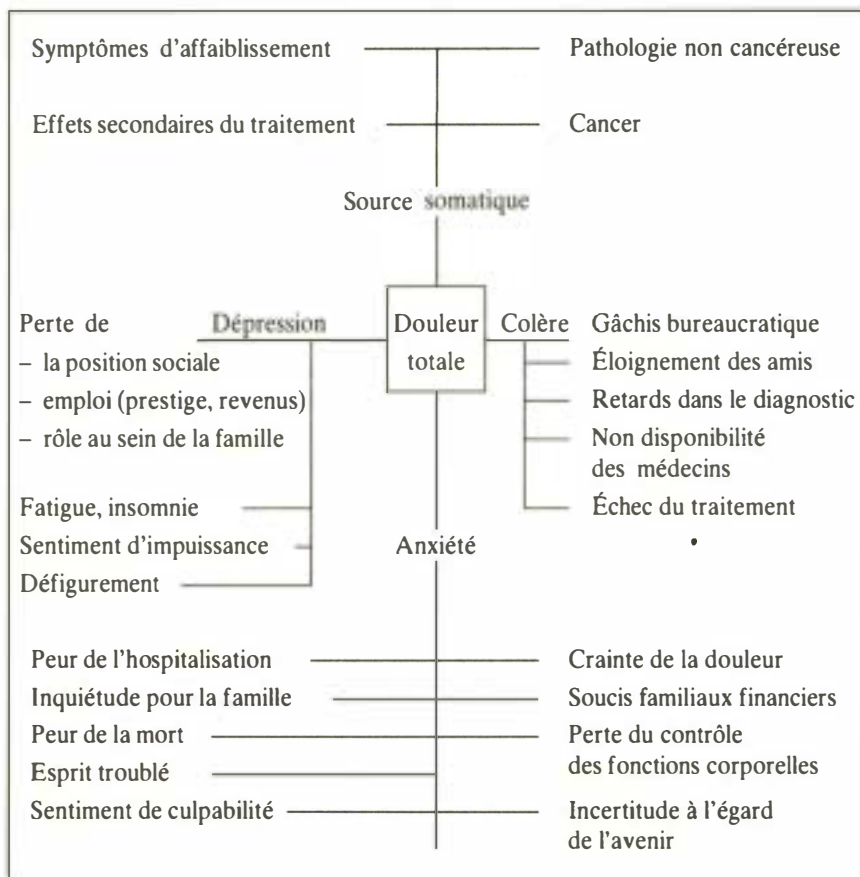 Symptômes d'affaiblissement
Pathologie non cancéreuse
Effets secondaires du traitement
Cancer
Source somatique
Perte de
– la position sociale
– emploi (prestige, revenus)
– rôle au sein de la famille
Dépression
Douleur
totale
Colère
Gâchis bureaucratique
Éloignement des amis
Retards dans le diagnostic
Non disponibilité
des médecins
Échec du traitement
Fatigue, insomnie
Sentiment d'impuissance
Défigurement
Anxiété
Peur de l'hospitalisation
Crainte de la douleur
Inquiétude pour la famille
Soucis familiaux financiers
Peur de la mort
Perte du contrôle
des fonctions corporelles
Esprit troublé
Sentiment de culpabilité
Incertitude à l'égard
de l'avenir